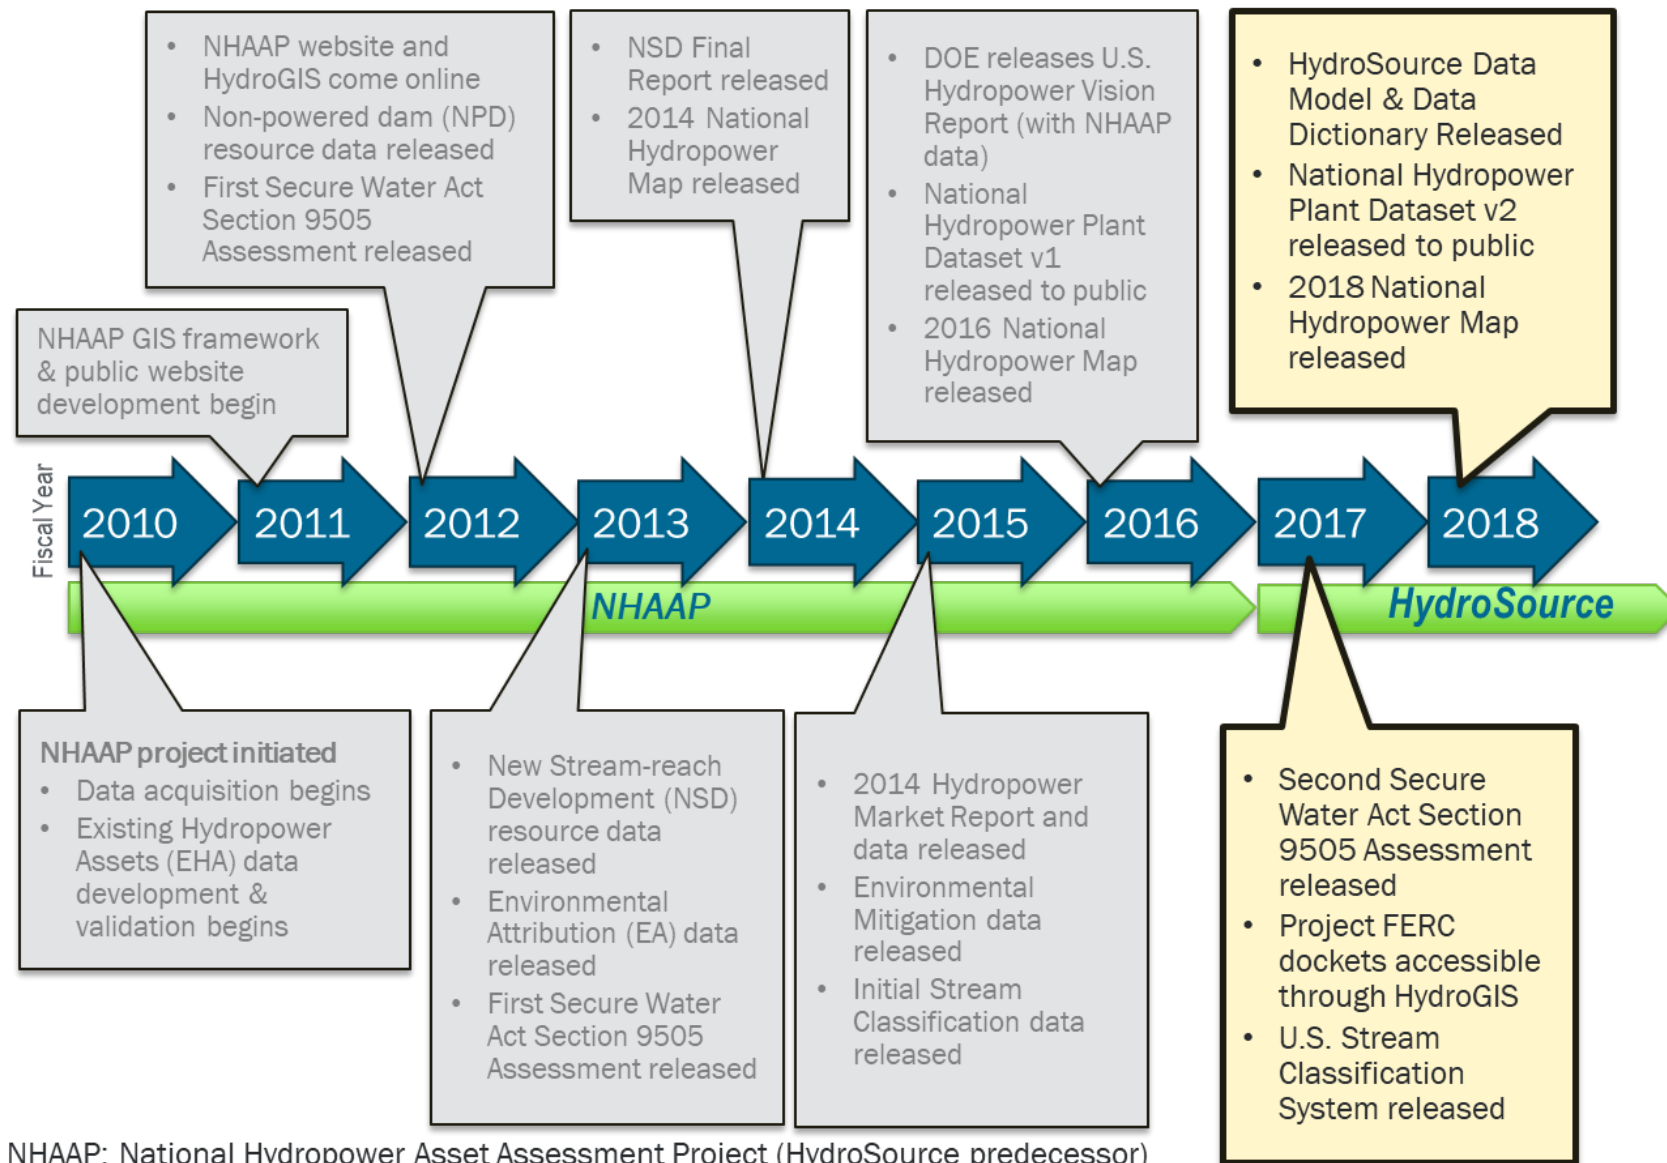 • NHAAP website and
HydroGIS come online
• Non-powered dam (NPD)
resource data released
• First Secure Water Act
Section 9505
Assessment released
• NSD Final
Report released
• 2014 National
Hydropower
Map released
• DOE releases U.S.
Hydropower Vision
Report (with NHAAP
data)
• National
Hydropower Plant
Dataset v1
released to public
• 2016 National
Hydropower Map
released
• HydroSource Data
Model & Data
Dictionary Released
• National Hydropower
Plant Dataset v2
released to public
• 2018 National
Hydropower Map
released
NHAAP GIS framework
& public website
development begin
Fiscal Year
2010
2011
2012
2013
2014
2015
2016
2017
2018
NHAAP
HydroSource
NHAAP project initiated
• Data acquisition begins
• Existing Hydropower
Assets (EHA) data
development &
validation begins
• New Stream-reach
Development (NSD)
resource data
released
• Environmental
Attribution (EA) data
released
• First Secure Water
Act Section 9505
Assessment released
• 2014 Hydropower
Market Report and
data released
• Environmental
Mitigation data
released
• Initial Stream
Classification data
released
• Second Secure
Water Act Section
9505 Assessment
released
• Project FERC
dockets accessible
through HydroGIS
• U.S. Stream
Classification
System released
NHAAP: National Hydropower Asset Assessment Project (HydroSource predecessor)